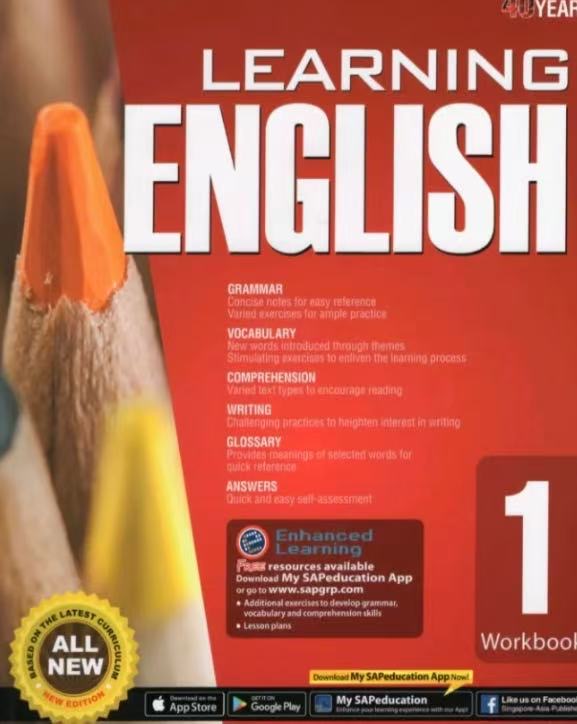 40 YEAR
LEARNING
ENGLISH
GRAMMAR
Concise notes for easy reference
Varied exercises for ample practice
VOCABULARY
New words introduced through themes
Stimulating exercises to enliven the learning process
COMPREHENSION
Varied text types to encourage reading
WRITING
Challenging practices to heighten interest in writing
GLOSSARY
Provides meanings of selected words for
quick reference
ANSWERS
Quick and easy self-assessment
Enhanced
Learning
FREE resources available
Download My SAPeducation App
or go to www.sapgrp.com
• Additional exercises to develop grammar,
vocabulary and comprehension skills
• Lesson plans
1
Workbook
BASED ON THE LATEST CURRICULUM
ALL
NEW
NEW EDITION
Download My SAPeducation App Now!
Download on the
App Store
GET IT ON
Google Play
My SAPeducation
Enhance your learning experience with our App!
Like us on Facebook
Singapore-Asia Publishe